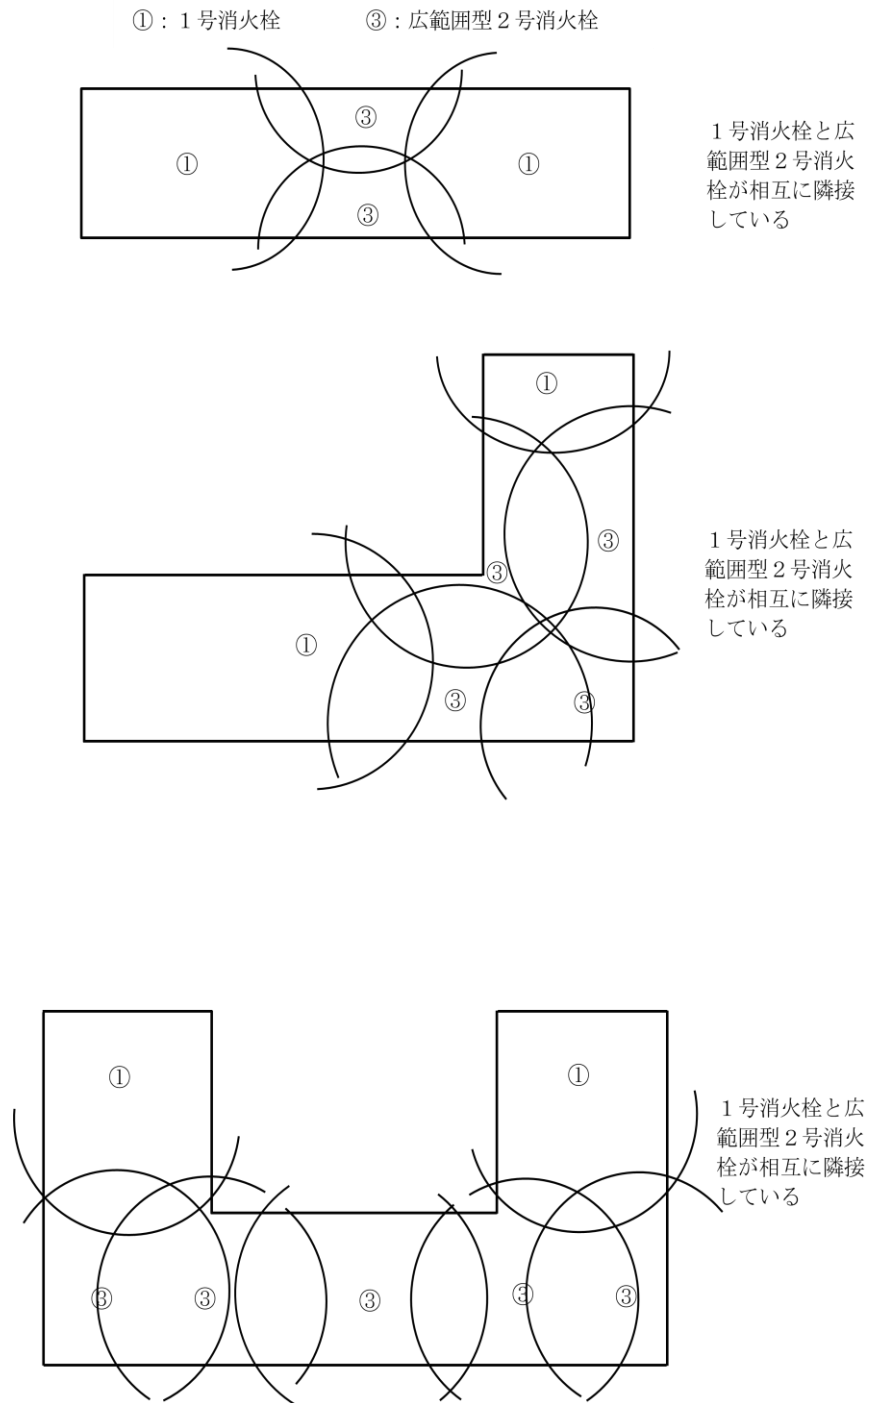 ①：１号消火栓　③：広範囲型２号消火栓
③
①
①
③
１号消火栓と広
範囲型２号消火
栓が相互に隣接
している
①
③
③
①
③
③
１号消火栓と広
範囲型２号消火
栓が相互に隣接
している
①
①
③
③
③
③
③
１号消火栓と広
範囲型２号消火
栓が相互に隣接
している